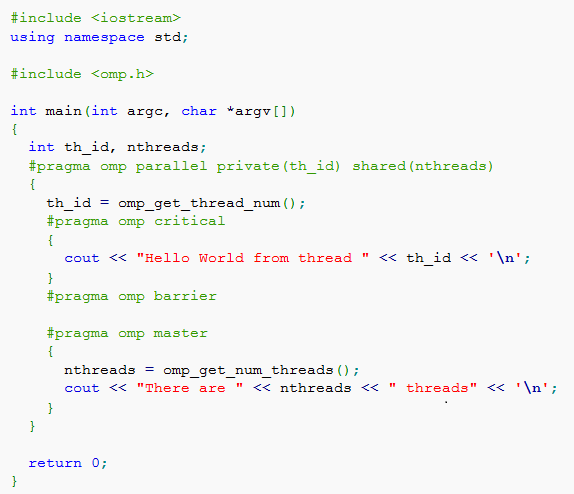 #include <iostream>
using namespace std;
#include <omp.h>
int main(int argc, char *argv[])
{
int th_id, nthreads;
#pragma omp parallel private(th_id) shared(nthreads)
{
th_id = omp_get_thread_num();
#pragma omp critical
{
cout << "Hello World from thread " << th_id << '\n';
}
#pragma omp barrier
#pragma omp master
{
nthreads = omp_get_num_threads();
cout << "There are " << nthreads << " threads" << '\n';
}
}
return 0;
}